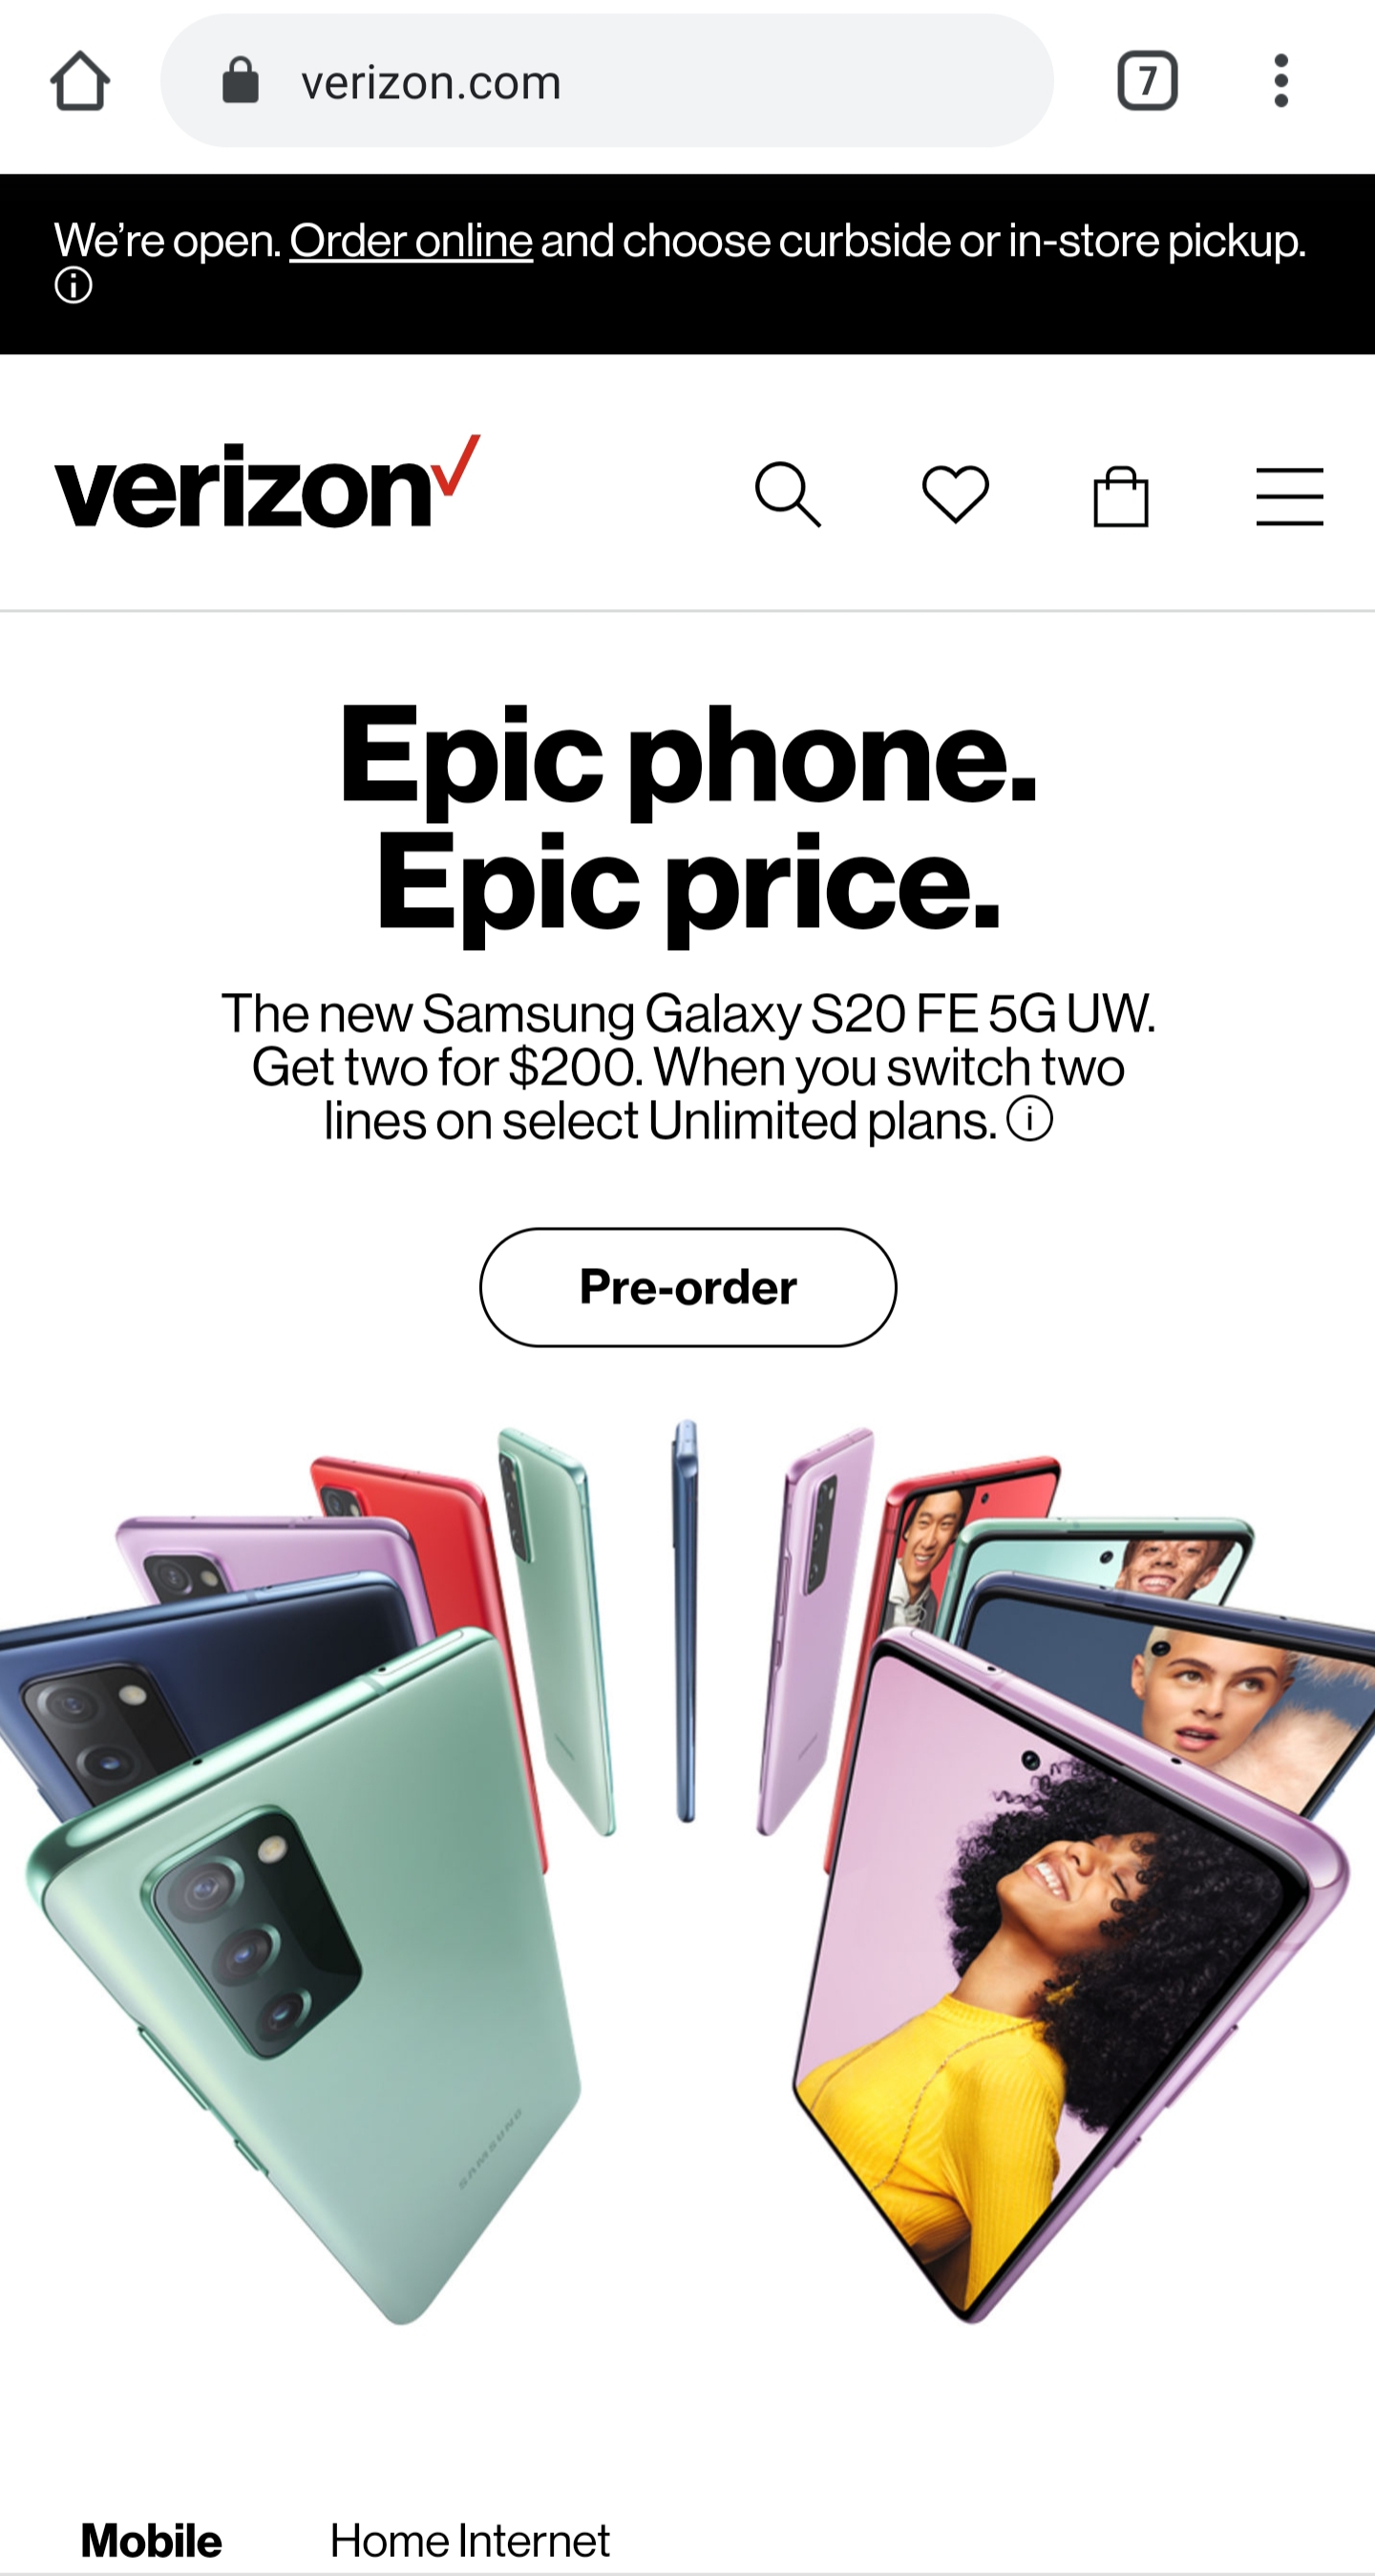 verizon.com
7
We're open. Order online and choose curbside or in-store pickup.
verizon
Epic phone.
Epic price.
The new Samsung Galaxy S20 FE 5G UW.
Get two for $200. When you switch two
lines on select Unlimited plans.
Pre-order
SAMSUNG
Mobile
Home Internet